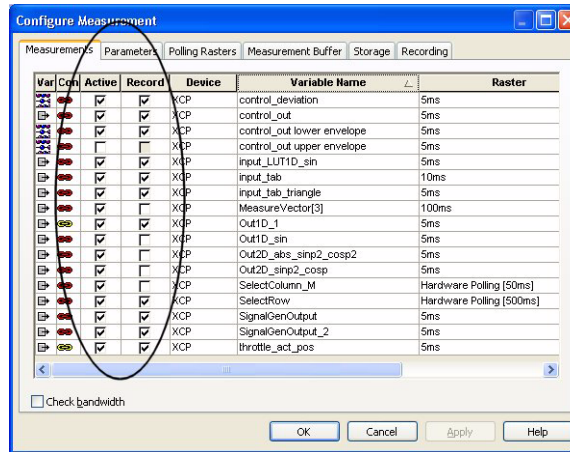 Configure Measurement
Measurements Parameters Polling Rasters Measurement Buffer Storage Recording
Var Con Active Record Device Variable Name Raster
XCP control_deviation 5ms
XCP control_out 5ms
XCP control_out lower envelope 5ms
XCP control_out upper envelope 5ms
XCP input_LUT1D_sin 5ms
XCP input_tab 10ms
XCP input_tab_triangle 5ms
XCP MeasureVector[3] 100ms
XCP Out1D_1 5ms
XCP Out1D_sin 5ms
XCP Out2D_abs_sinp2_cosp2 5ms
XCP Out2D_sinp2_cosp 5ms
XCP SelectColumn_M Hardware Polling [50ms]
XCP SelectRow Hardware Polling [500ms]
XCP SignalGenOutput 5ms
XCP SignalGenOutput_2 5ms
XCP throttle_act_pos 5ms
Check bandwidth
OK Cancel Apply Help